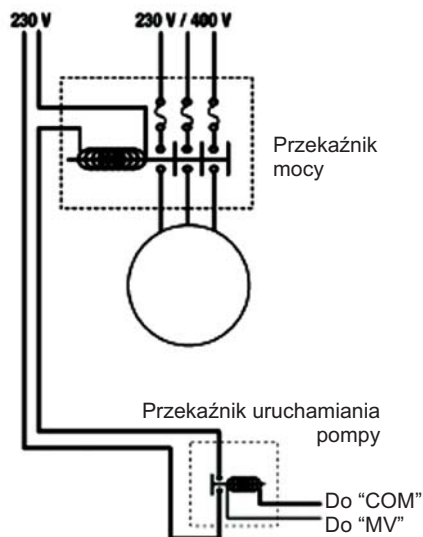 230 V 230 V / 400 V
Przekaźnik
mocy
Przekaźnik uruchamiania
pompy
Do “COM”
Do “MV”